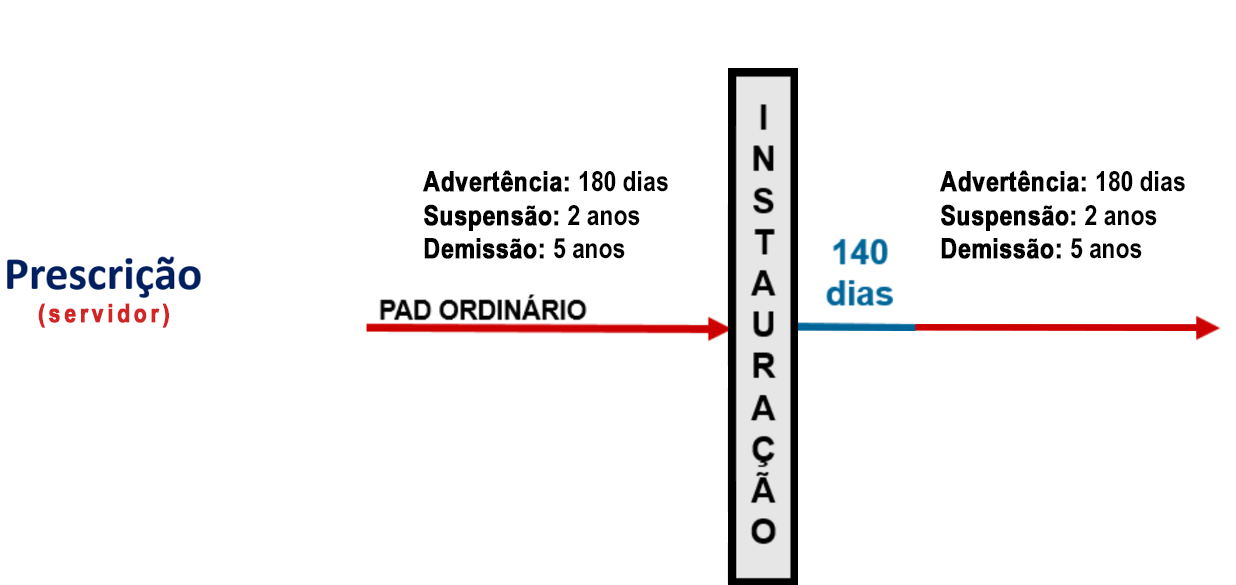 Prescrição
(servidor)
Advertência: 180 dias
Suspensão: 2 anos
Demissão: 5 anos
PAD ORDINÁRIO
INSTAURAÇÃO
140
dias
Advertência: 180 dias
Suspensão: 2 anos
Demissão: 5 anos